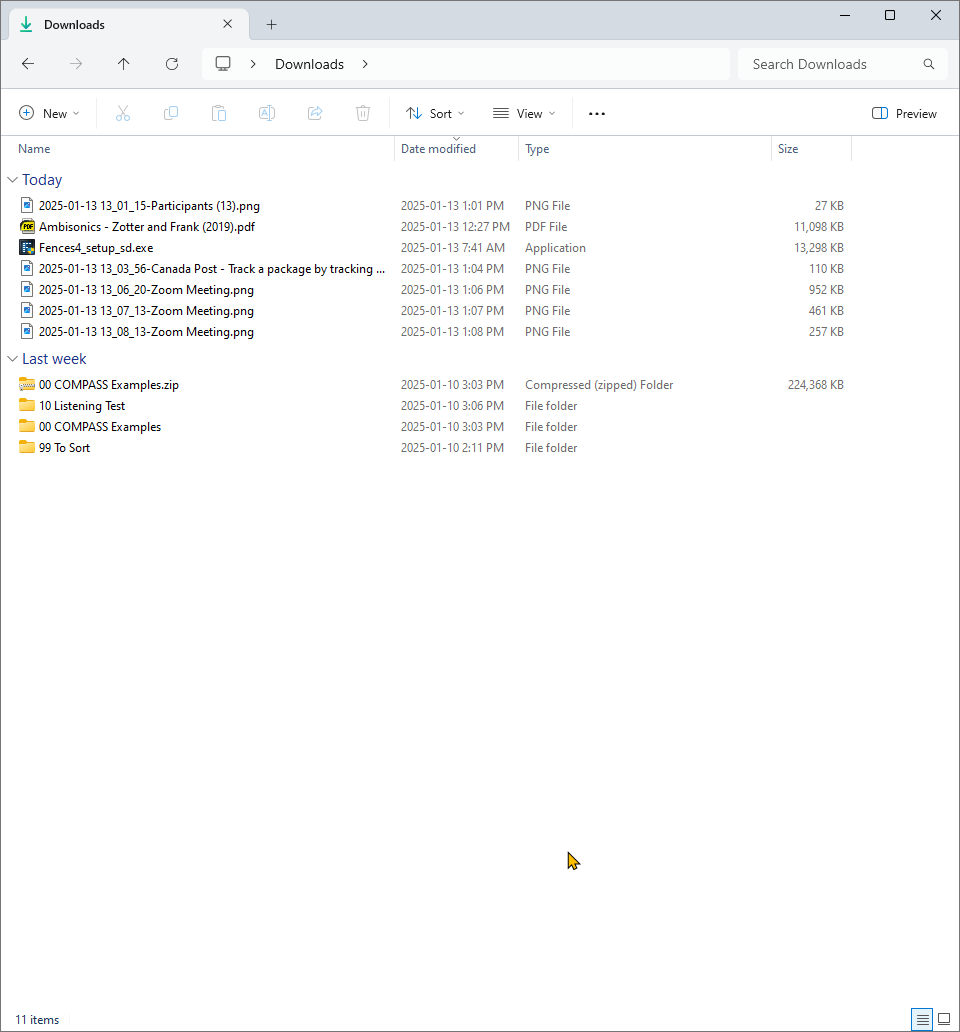 Downloads
Downloads
Search Downloads
New
Sort
View
Preview
Name Date modified Type Size
Today
2025-01-13 13_01_15-Participants (13).png 2025-01-13 1:01 PM PNG File 27 KB
Ambisonics - Zotter and Frank (2019).pdf 2025-01-13 12:27 PM PDF File 11,098 KB
Fences4_setup_sd.exe 2025-01-13 7:41 AM Application 13,298 KB
2025-01-13 13_03_56-Canada Post - Track a package by tracking ... 2025-01-13 1:04 PM PNG File 110 KB
2025-01-13 13_06_20-Zoom Meeting.png 2025-01-13 1:06 PM PNG File 952 KB
2025-01-13 13_07_13-Zoom Meeting.png 2025-01-13 1:07 PM PNG File 461 KB
2025-01-13 13_08_13-Zoom Meeting.png 2025-01-13 1:08 PM PNG File 257 KB
Last week
00 COMPASS Examples.zip 2025-01-10 3:03 PM Compressed (zipped) Folder 224,368 KB
10 Listening Test 2025-01-10 3:06 PM File folder
00 COMPASS Examples 2025-01-10 3:03 PM File folder
99 To Sort 2025-01-10 2:11 PM File folder
11 items